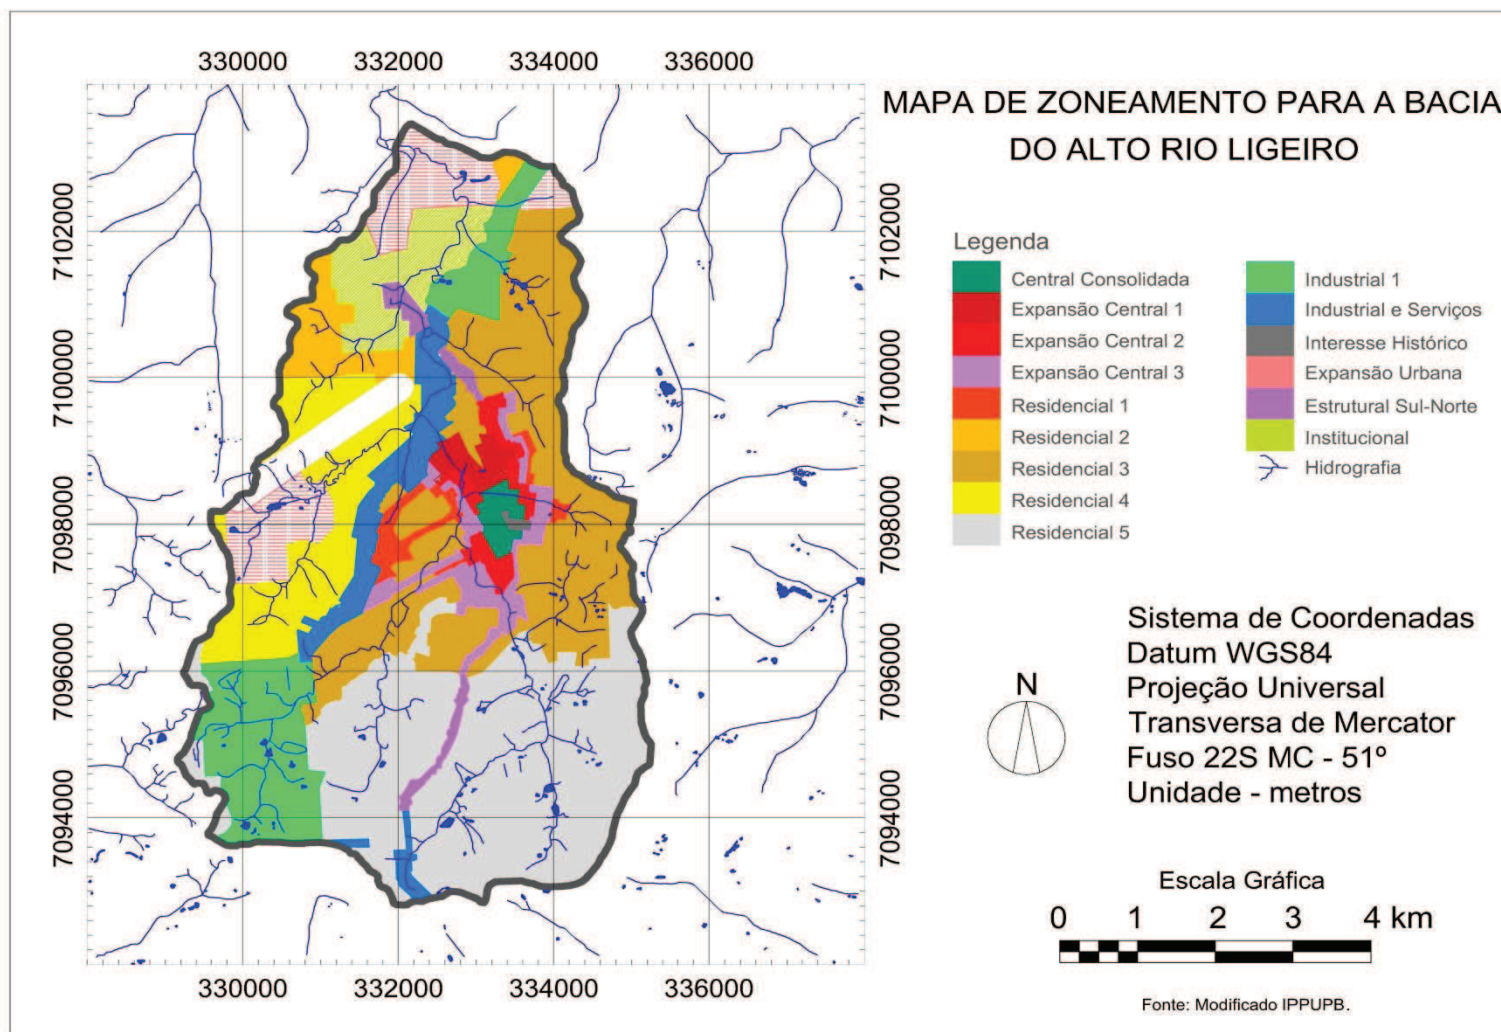 330000 332000 334000 336000
MAPA DE ZONEAMENTO PARA A BACIA
DO ALTO RIO LIGEIRO
7102000
7100000
7098000
7096000
7094000
7102000
7100000
7098000
7096000
7094000
Legenda
Central Consolidada
Expansão Central 1
Expansão Central 2
Expansão Central 3
Residencial 1
Residencial 2
Residencial 3
Residencial 4
Residencial 5
Industrial 1
Industrial e Serviços
Interesse Histórico
Expansão Urbana
Estrutural Sul-Norte
Institucional
Hidrografia
N
Sistema de Coordenadas
Datum WGS84
Projeção Universal
Transversa de Mercator
Fuso 22S MC - 51º
Unidade - metros
Escala Gráfica
0 1 2 3 4 km
330000 332000 334000 336000
Fonte: Modificado IPPUPB.